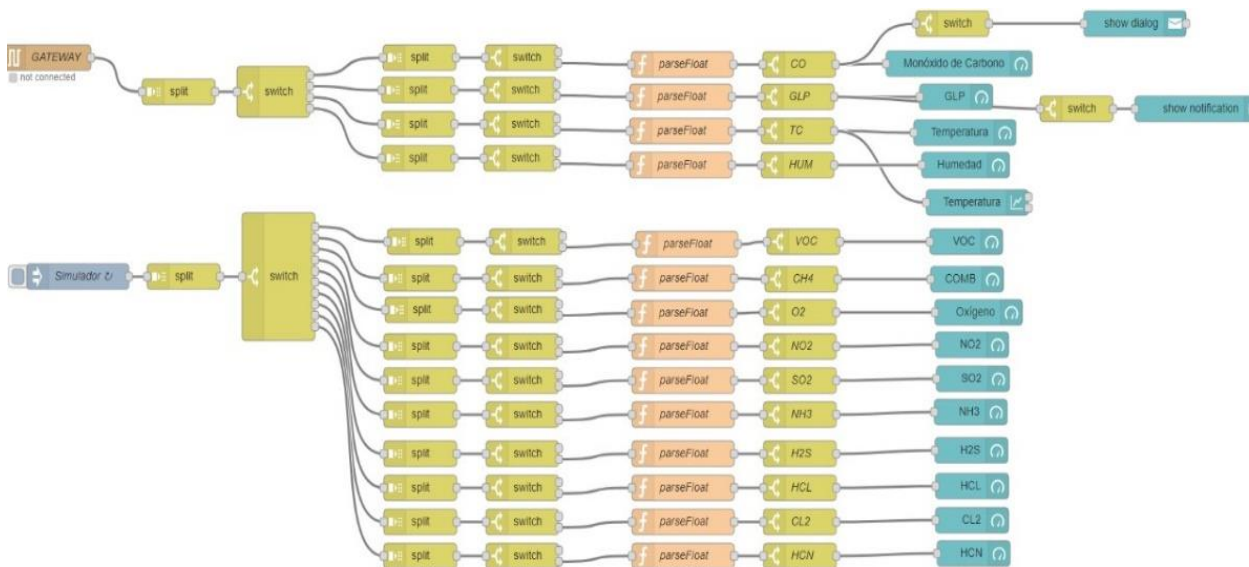 switch
show dialog
GATEWAY
not connected
split
switch
split
switch
parseFloat
CO
Monóxido de Carbono
split
switch
parseFloat
GLP
GLP
switch
show notification
split
switch
parseFloat
TC
Temperatura
split
switch
parseFloat
HUM
Humedad
Temperatura
Simulador ↻
split
switch
split
switch
parseFloat
VOC
VOC
split
switch
parseFloat
CH4
COMB
split
switch
parseFloat
O2
Oxígeno
split
switch
parseFloat
NO2
NO2
split
switch
parseFloat
SO2
SO2
split
switch
parseFloat
NH3
NH3
split
switch
parseFloat
H2S
H2S
split
switch
parseFloat
HCL
HCL
split
switch
parseFloat
CL2
CL2
split
switch
parseFloat
HCN
HCN